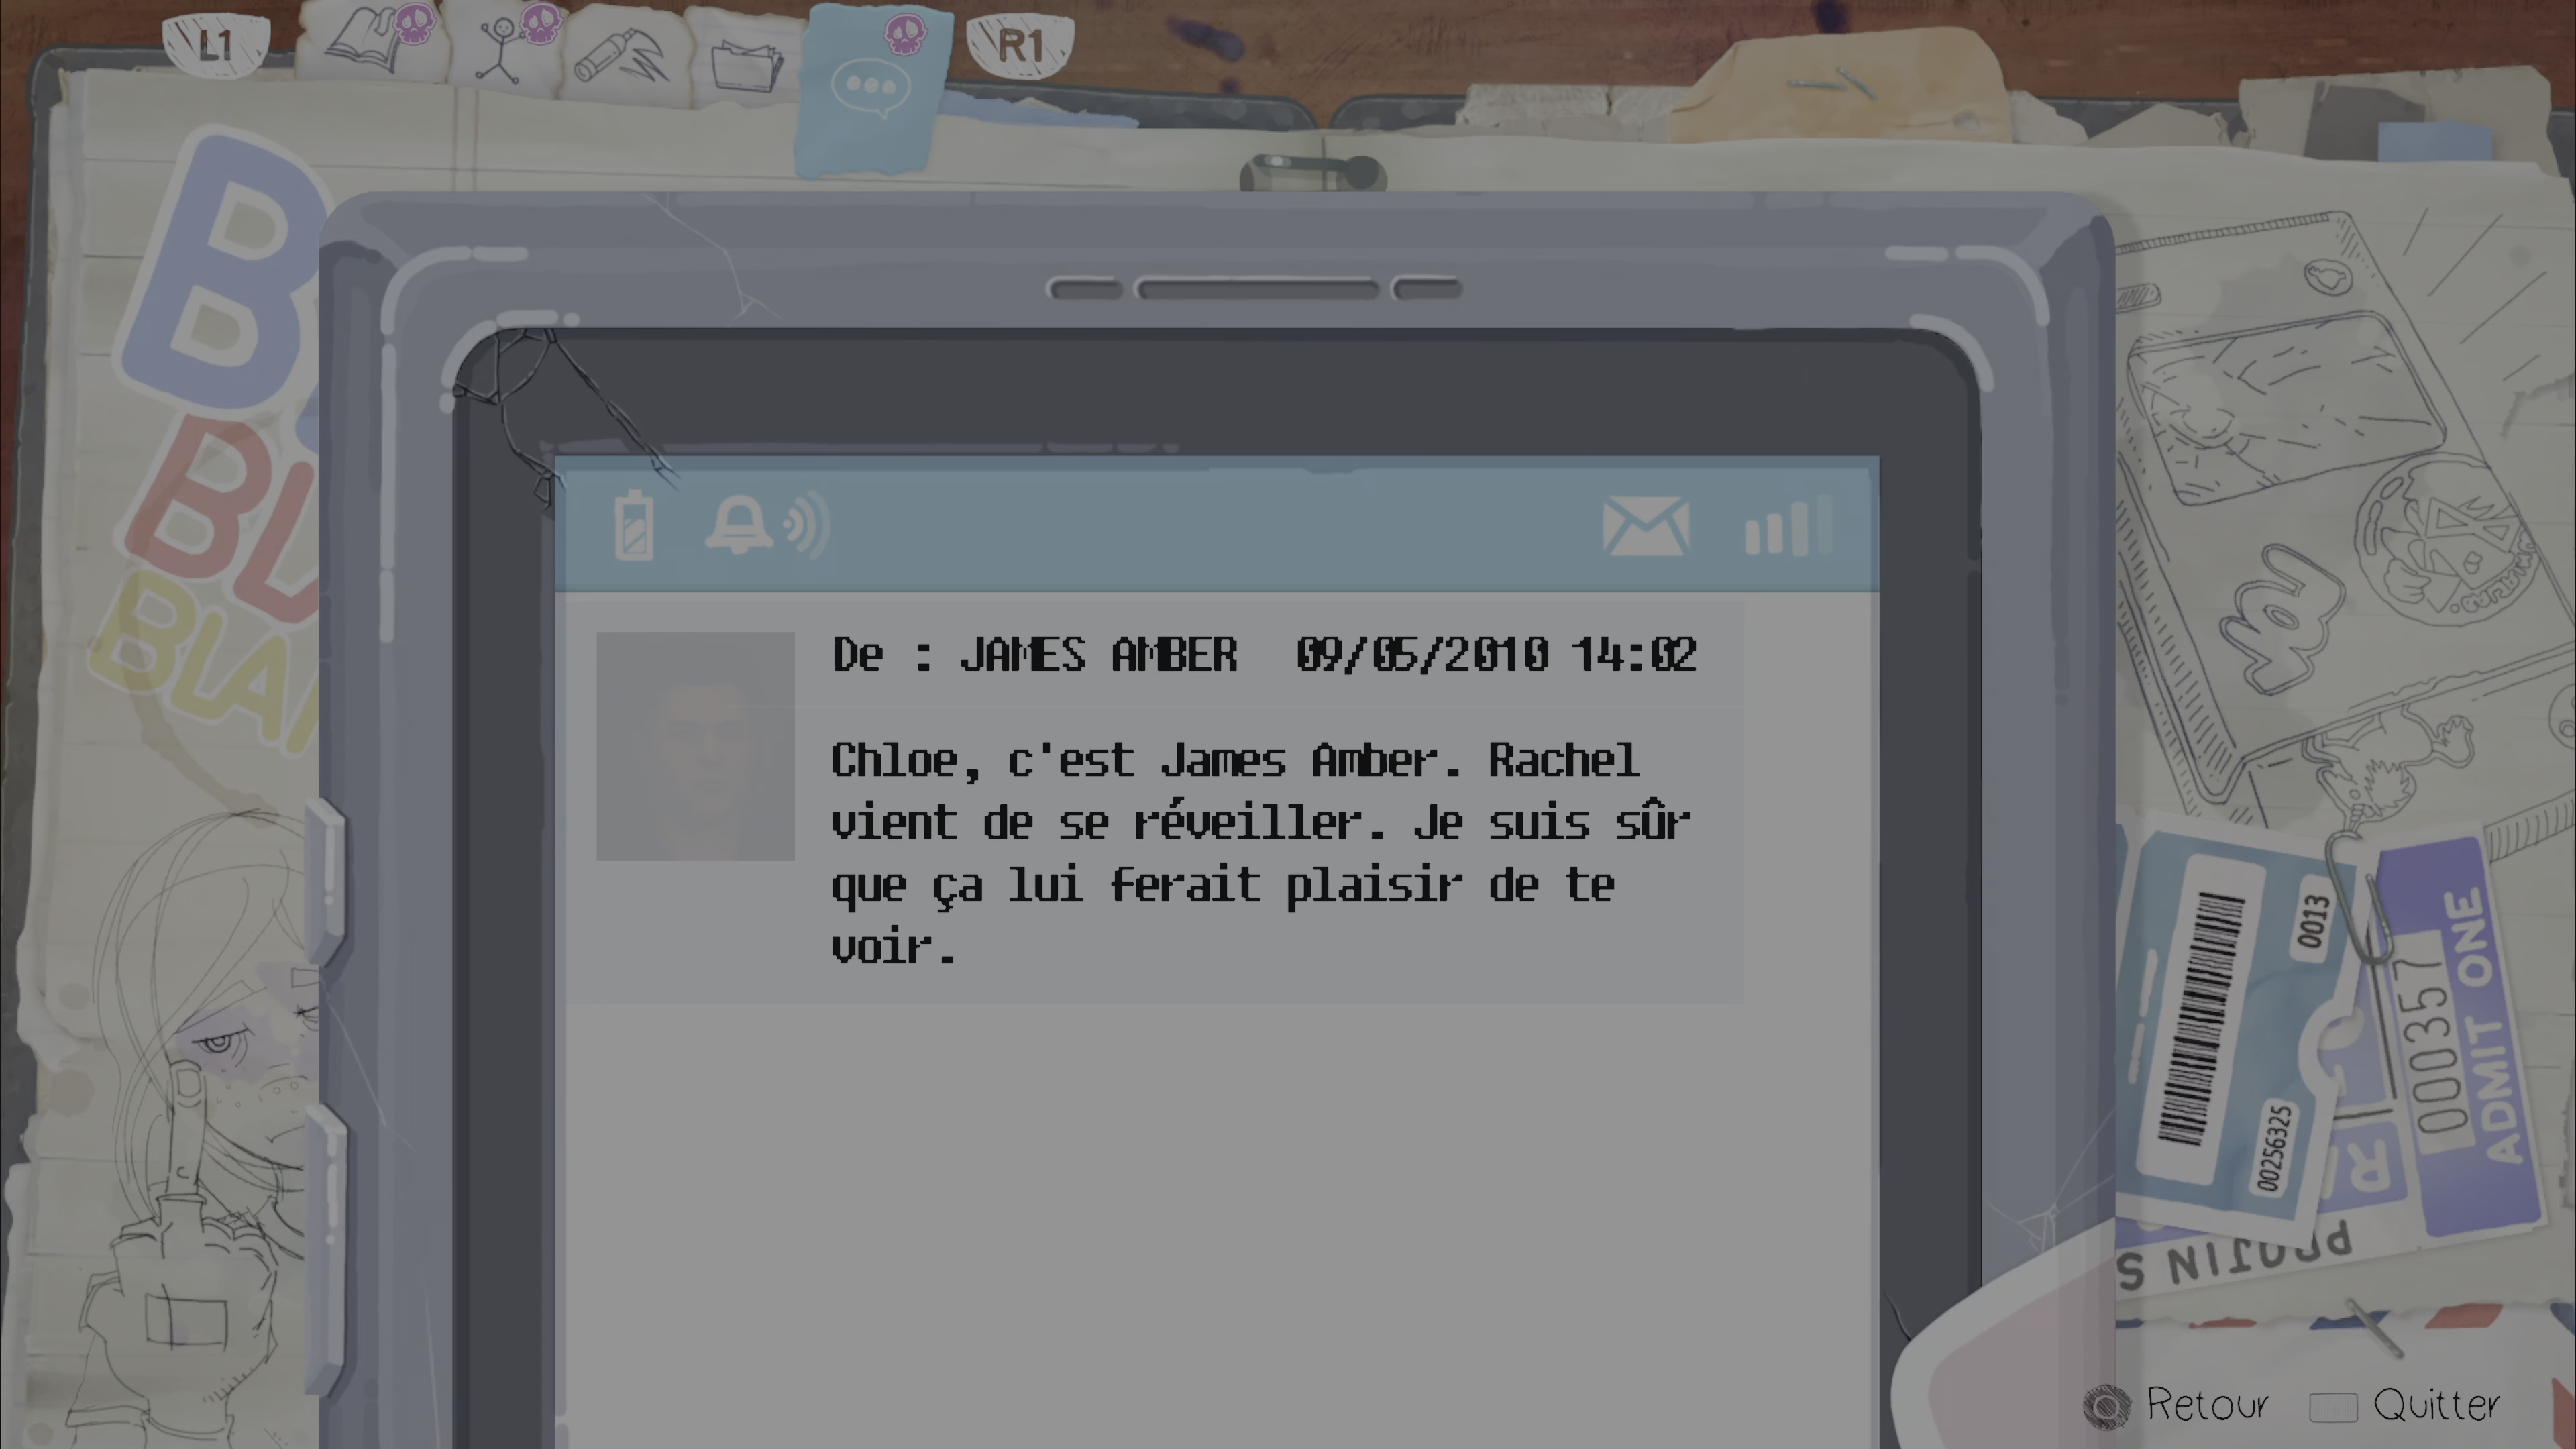 L1
R1
De : JAMES AMBER 09/05/2010 14:02
Chloe, c'est James Amber. Rachel
vient de se réveiller. Je suis sûr
que ça lui ferait plaisir de te
voir.
0013
00256325
000357
ADMIT ONE
Retour
Quitter